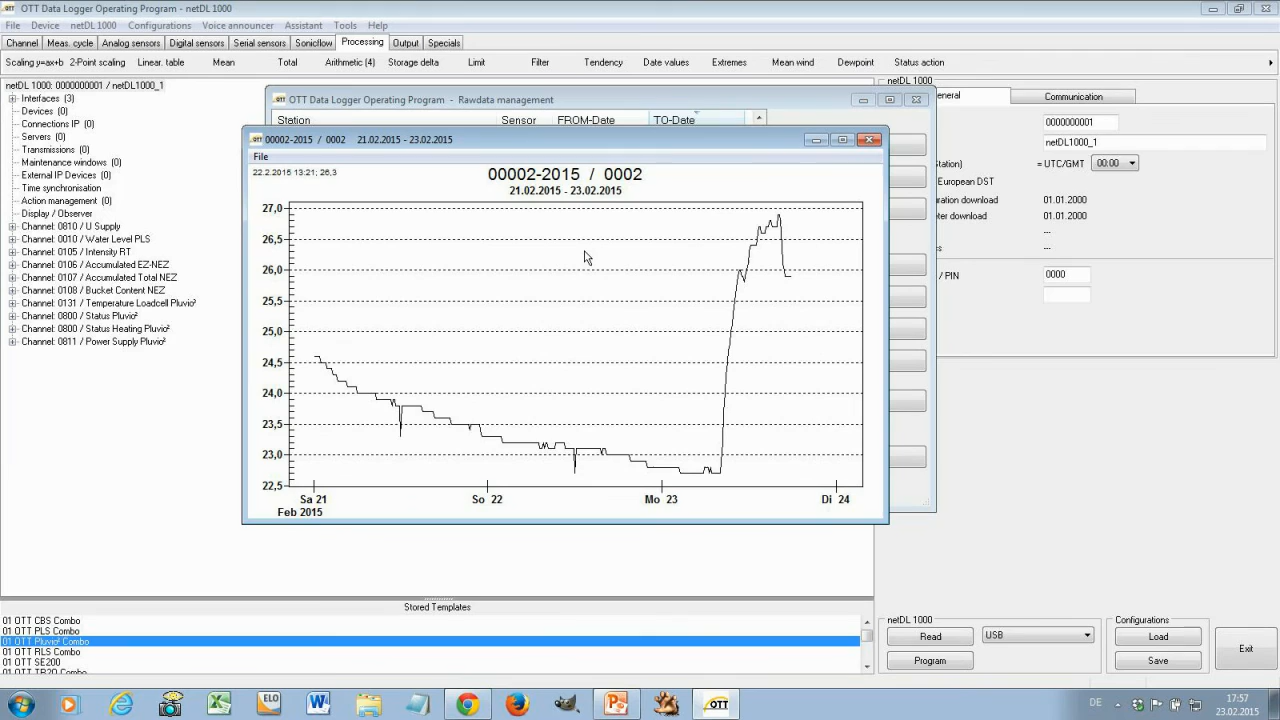 OTT Data Logger Operating Program - netDL 1000
File Device netDL 1000 Configurations Voice announcer Assistant Tools Help
Channel Meas. cycle Analog sensors Digital sensors Serial sensors Sonicflow Processing Output Specials
Scaling y=ax+b 2-Point scaling Linear. table Mean Total Arithmetic (4) Storage delta Limit Filter Tendency Date values Extremes Mean wind Dewpoint Status action
netDL 1000: 0000000001 / netDL1000_1
Interfaces (3)
Devices (0)
Connections IP (0)
Servers (0)
Transmissions (0)
Maintenance windows (0)
External IP Devices (0)
Time synchronisation
Action management (0)
Display / Observer
Channel: 0810 / U Supply
Channel: 0010 / Water Level PLS
Channel: 0105 / Intensity RT
Channel: 0106 / Accumulated EZ-NEZ
Channel: 0107 / Accumulated Total NEZ
Channel: 0108 / Bucket Content NEZ
Channel: 0131 / Temperature Loadcell Pluvio²
Channel: 0800 / Status Pluvio²
Channel: 0800 / Status Heating Pluvio²
Channel: 0811 / Power Supply Pluvio²
OTT Data Logger Operating Program - Rawdata management
Station Sensor FROM-Date TO-Date
00002-2015 / 0002 21.02.2015 - 23.02.2015
File
22.2.2015 13:21; 26,3
00002-2015 / 0002
21.02.2015 - 23.02.2015
27,0
26,5
26,0
25,5
25,0
24,5
24,0
23,5
23,0
22,5
Sa 21 So 22 Mo 23 Di 24
Feb 2015
netDL 1000
eneral Communication
0000000001
netDL1000_1
Station) = UTC/GMT 00:00
European DST
uration download 01.01.2000
eter download 01.01.2000
---
s ---
/ PIN 0000
Stored Templates
01 OTT CBS Combo
01 OTT PLS Combo
01 OTT Pluvio² Combo
01 OTT RLS Combo
01 OTT SE200
01 OTT TR20 Combo
netDL 1000
Read USB
Program
Configurations
Load
Save
Exit
DE 17:57
23.02.2015